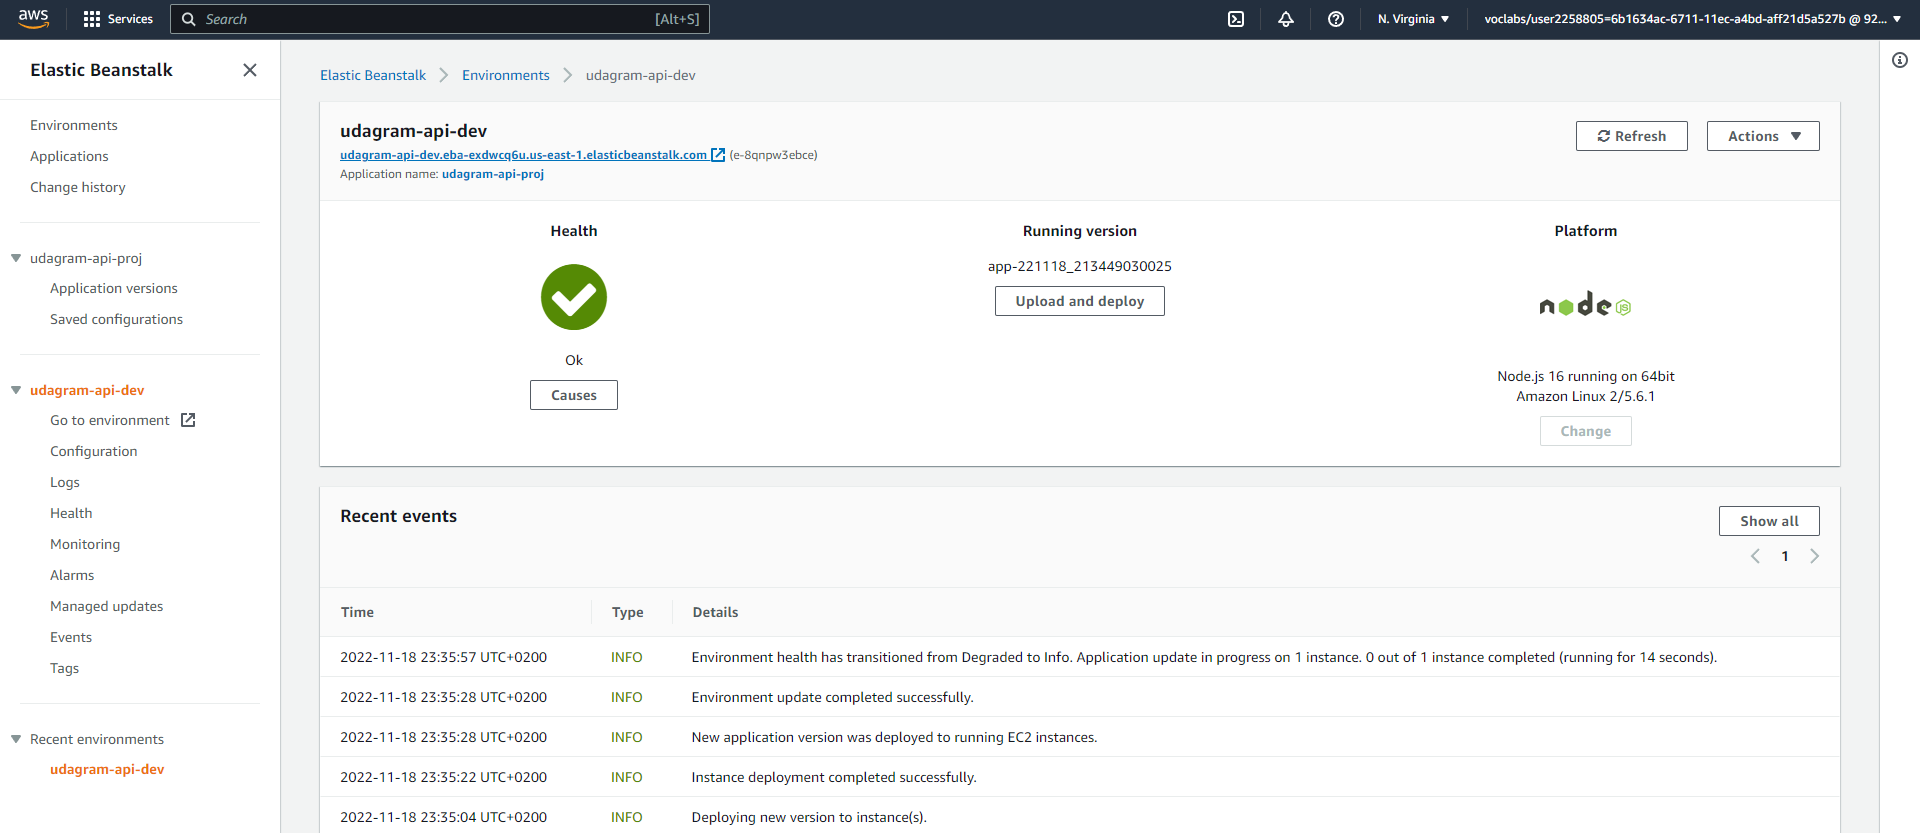 aws
Services
Search
[Alt+S]
N. Virginia
voclabs/user2258805=6b1634ac-6711-11ec-a4bd-aff21d5a527b @ 92...
Elastic Beanstalk
Environments
Applications
Change history
udagram-api-proj
Application versions
Saved configurations
udagram-api-dev
Go to environment
Configuration
Logs
Health
Monitoring
Alarms
Managed updates
Events
Tags
Recent environments
udagram-api-dev
Elastic Beanstalk > Environments > udagram-api-dev
udagram-api-dev
udagram-api-dev.eba-exdwcq6u.us-east-1.elasticbeanstalk.com (e-8qnpw3ebce)
Application name: udagram-api-proj
Refresh
Actions
Health
Ok
Causes
Running version
app-221118_213449030025
Upload and deploy
Platform
node JS
Node.js 16 running on 64bit
Amazon Linux 2/5.6.1
Change
Recent events
Show all
1
Time Type Details
2022-11-18 23:35:57 UTC+0200 INFO Environment health has transitioned from Degraded to Info. Application update in progress on 1 instance. 0 out of 1 instance completed (running for 14 seconds).
2022-11-18 23:35:28 UTC+0200 INFO Environment update completed successfully.
2022-11-18 23:35:28 UTC+0200 INFO New application version was deployed to running EC2 instances.
2022-11-18 23:35:22 UTC+0200 INFO Instance deployment completed successfully.
2022-11-18 23:35:04 UTC+0200 INFO Deploying new version to instance(s).